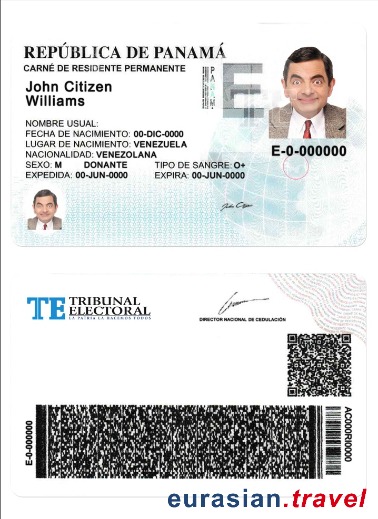 REPÚBLICA DE PANAMÁ
CARNÉ DE RESIDENTE PERMANENTE
John Citizen
Williams
NOMBRE USUAL:
FECHA DE NACIMIENTO: 00-DIC-0000
LUGAR DE NACIMIENTO: VENEZUELA
NACIONALIDAD: VENEZOLANA
SEXO: M DONANTE TIPO DE SANGRE: O+
EXPEDIDA: 00-JUN-0000 EXPIRA: 00-JUN-0000
E
E-0-000000
John Citizen
TE TRIBUNAL
ELECTORAL
LA PATRIA LA HACEMOS TODOS
DIRECTOR NACIONAL DE CEDULACIÓN
E-0-000000
AC000RI0000
eurasian.travel